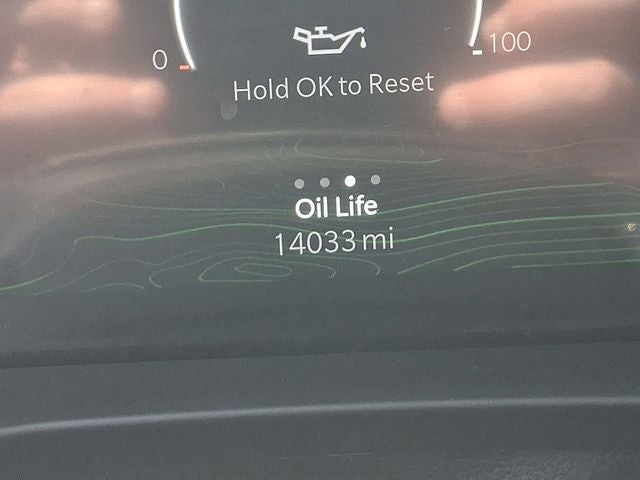 0 100
Hold OK to Reset
Oil Life
14033 mi